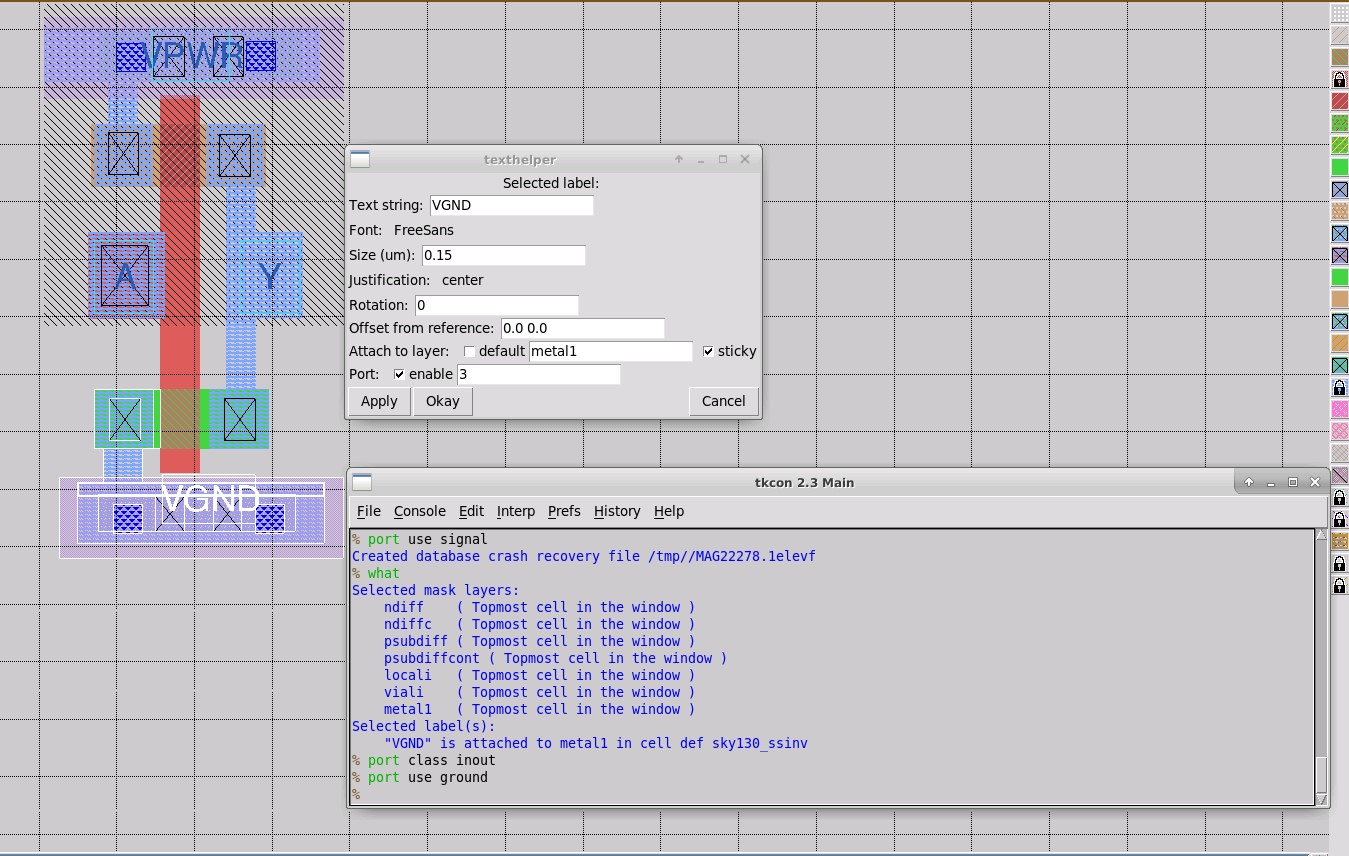 VPWR
A
Y
VGND
texthelper
Selected label:
Text string: VGND
Font: FreeSans
Size (um): 0.15
Justification: center
Rotation: 0
Offset from reference: 0.0 0.0
Attach to layer: default metal1 sticky
Port: enable 3
Apply Okay Cancel
tkcon 2.3 Main
File Console Edit Interp Prefs History Help
% port use signal
Created database crash recovery file /tmp//MAG22278.1elevf
% what
Selected mask layers:
ndiff ( Topmost cell in the window )
ndiffc ( Topmost cell in the window )
psubdiff ( Topmost cell in the window )
psubdiffcont ( Topmost cell in the window )
locali ( Topmost cell in the window )
viali ( Topmost cell in the window )
metal1 ( Topmost cell in the window )
Selected label(s):
"VGND" is attached to metal1 in cell def sky130_ssinv
% port class inout
% port use ground
%